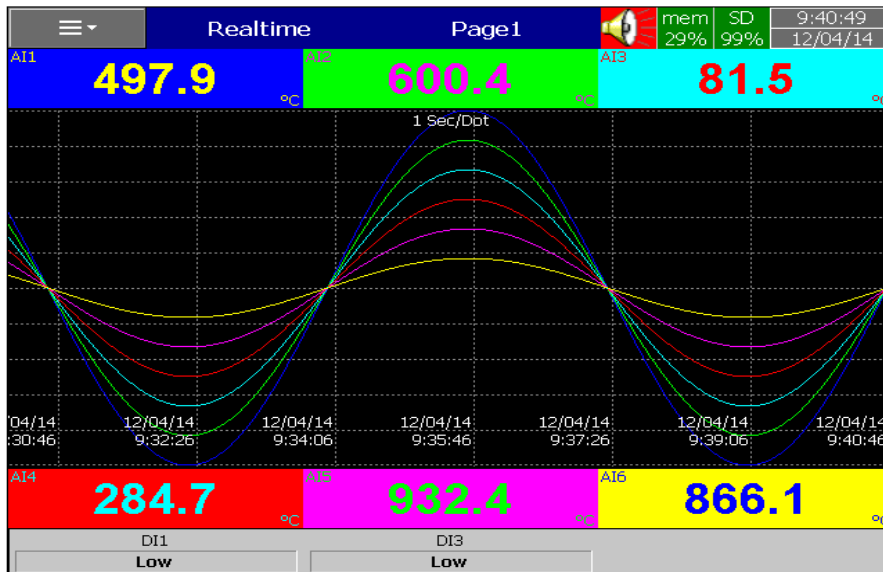 Realtime Page1 mem SD 9:40:49
29% 99% 12/04/14
AI1 AI2 AI3
497.9 °C 600.4 °C 81.5 °C
1 Sec/Dot
/04/14 12/04/14 12/04/14 12/04/14 12/04/14 12/04/14 12/04/1
:30:46 9:32:26 9:34:06 9:35:46 9:37:26 9:39:06 9:40:46
AI4 AI5 AI6
284.7 °C 932.4 °C 866.1 °C
DI1 DI3
Low Low